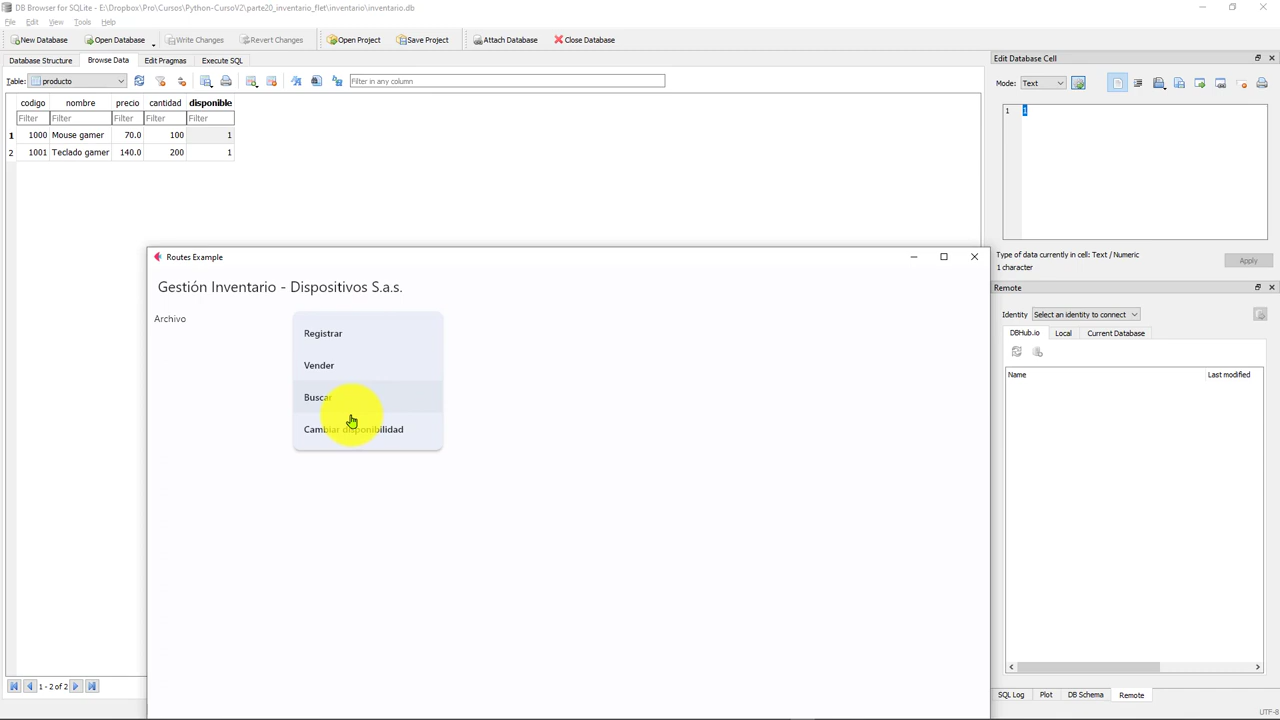 DB Browser for SQLite - E:\Dropbox\Pro\Cursos\Python-CursoV2\parte20_inventario_flet\inventario\inventario.db
File Edit View Tools Help
New Database Open Database Write Changes Revert Changes Open Project Save Project Attach Database Close Database
Database Structure Browse Data Edit Pragmas Execute SQL
Table: producto Filter in any column
codigo nombre precio cantidad disponible
Filter Filter Filter Filter Filter
1 1000 Mouse gamer 70.0 100 1
2 1001 Teclado gamer 140.0 200 1
1 - 2 of 2
Edit Database Cell
Mode: Text
1 1
Type of data currently in cell: Text / Numeric
1 character
Apply
Remote
Identity Select an identity to connect
DBHub.io Local Current Database
Name Last modified
SQL Log Plot DB Schema Remote
UTF-8
Routes Example
Gestión Inventario - Dispositivos S.a.s.
Archivo
Registrar
Vender
Buscar
Cambiar disponibilidad